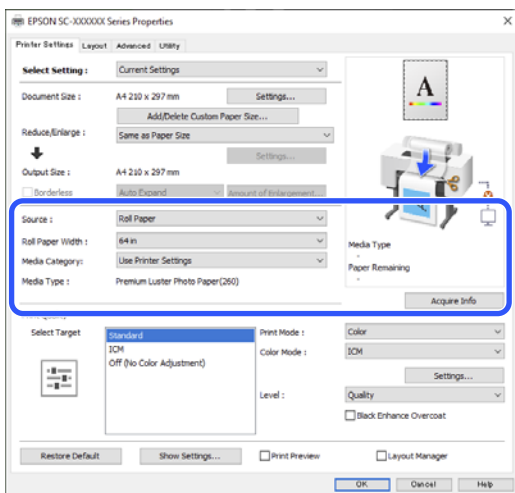 EPSON SC-XXXXXX Series Properties
Printer Settings Layout Advanced Utility
Select Setting : Current Settings
Document Size : A4 210 x 297 mm Settings...
Add/Delete Custom Paper Size...
Reduce/Enlarge : Same as Paper Size
Settings...
Output Size : A4 210 x 297 mm
Borderless Auto Expand Amount of Enlargement...
A
Source : Roll Paper
Roll Paper Width : 64 in
Media Category: Use Printer Settings
Media Type : Premium Luster Photo Paper(260)
Media Type
-
Paper Remaining
-
Acquire Info
Select Target
Standard
ICM
Off (No Color Adjustment)
Print Mode : Color
Color Mode : ICM
Settings...
Level : Quality
Black Enhance Overcoat
Restore Default Show Settings... Print Preview Layout Manager
OK Cancel Help